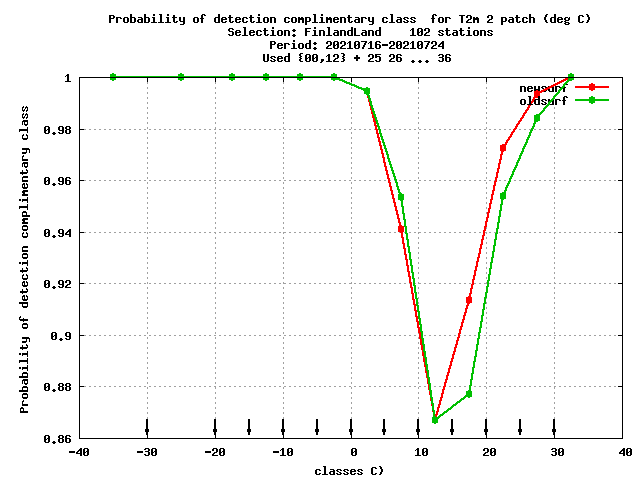 Probability of detection complimentary class  for T2m 2 patch (deg C)
Selection: FinlandLand    102 stations
Period: 20210716-20210724
Used {00,12} + 25 26 ... 36
newsurf
oldsurf
Probability of detection complimentary class
1
0.98
0.96
0.94
0.92
0.9
0.88
0.86
-40 -30 -20 -10 0 10 20 30 40
classes C)